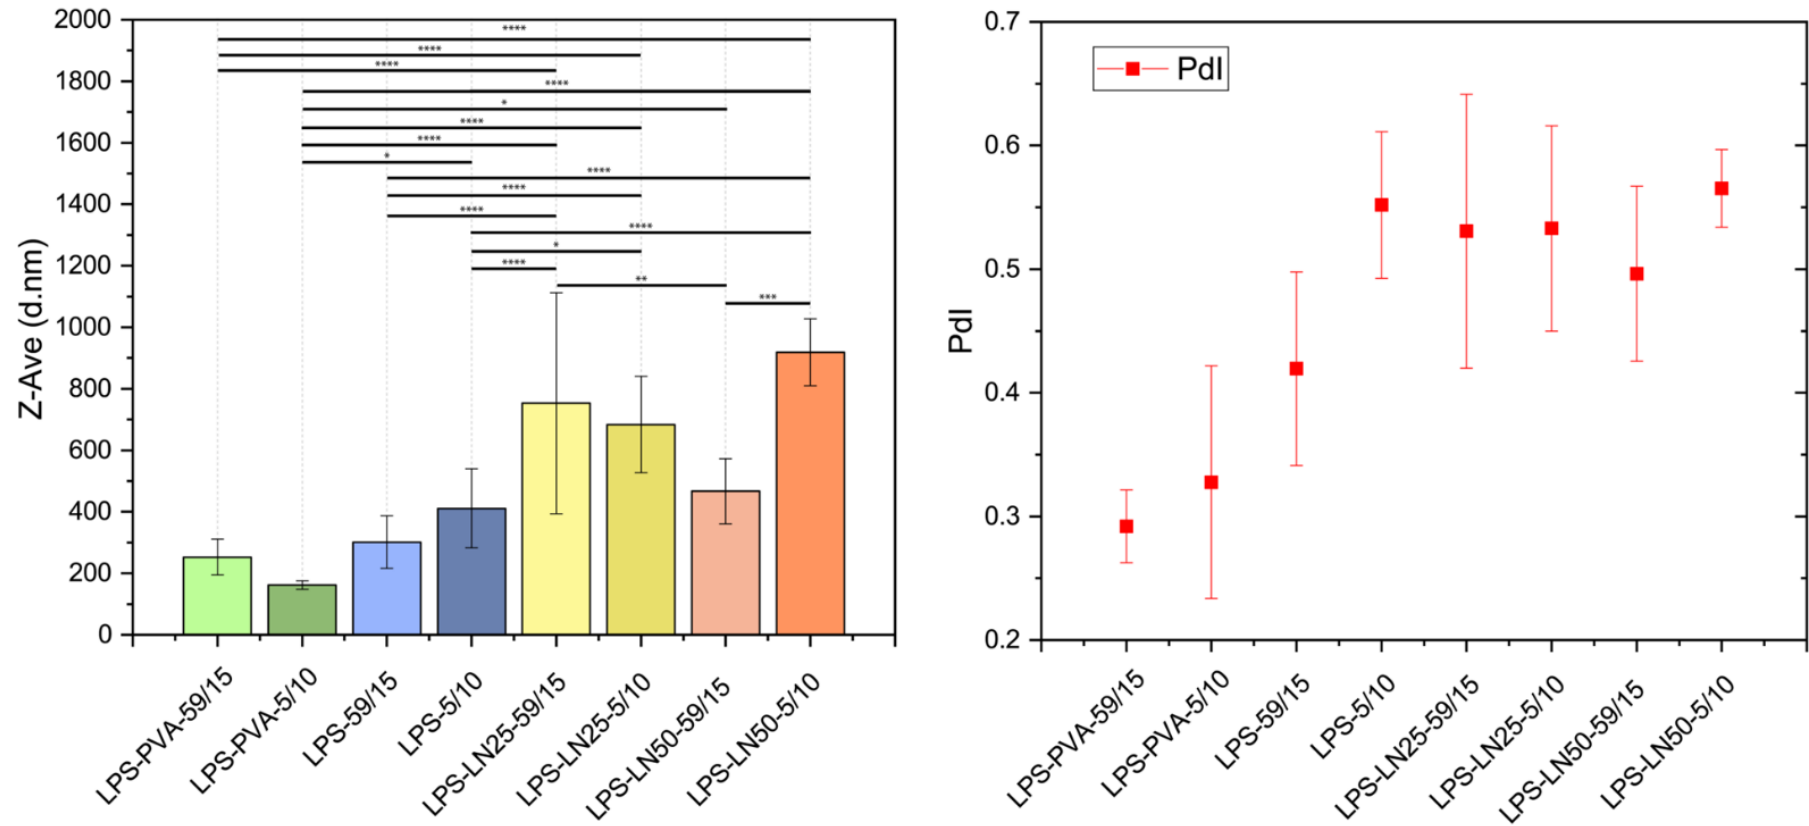 Z-Ave (d.nm)
2000
1800
1600
1400
1200
1000
800
600
400
200
0
****
****
****
****
*
****
****
*
****
****
****
****
*
****
**
***
LPS-PVA-59/15
LPS-PVA-5/10
LPS-59/15
LPS-5/10
LPS-LN25-59/15
LPS-LN25-5/10
LPS-LN50-59/15
LPS-LN50-5/10
PdI
0.7
0.6
0.5
0.4
0.3
0.2
PdI
LPS-PVA-59/15
LPS-PVA-5/10
LPS-59/15
LPS-5/10
LPS-LN25-59/15
LPS-LN25-5/10
LPS-LN50-59/15
LPS-LN50-5/10